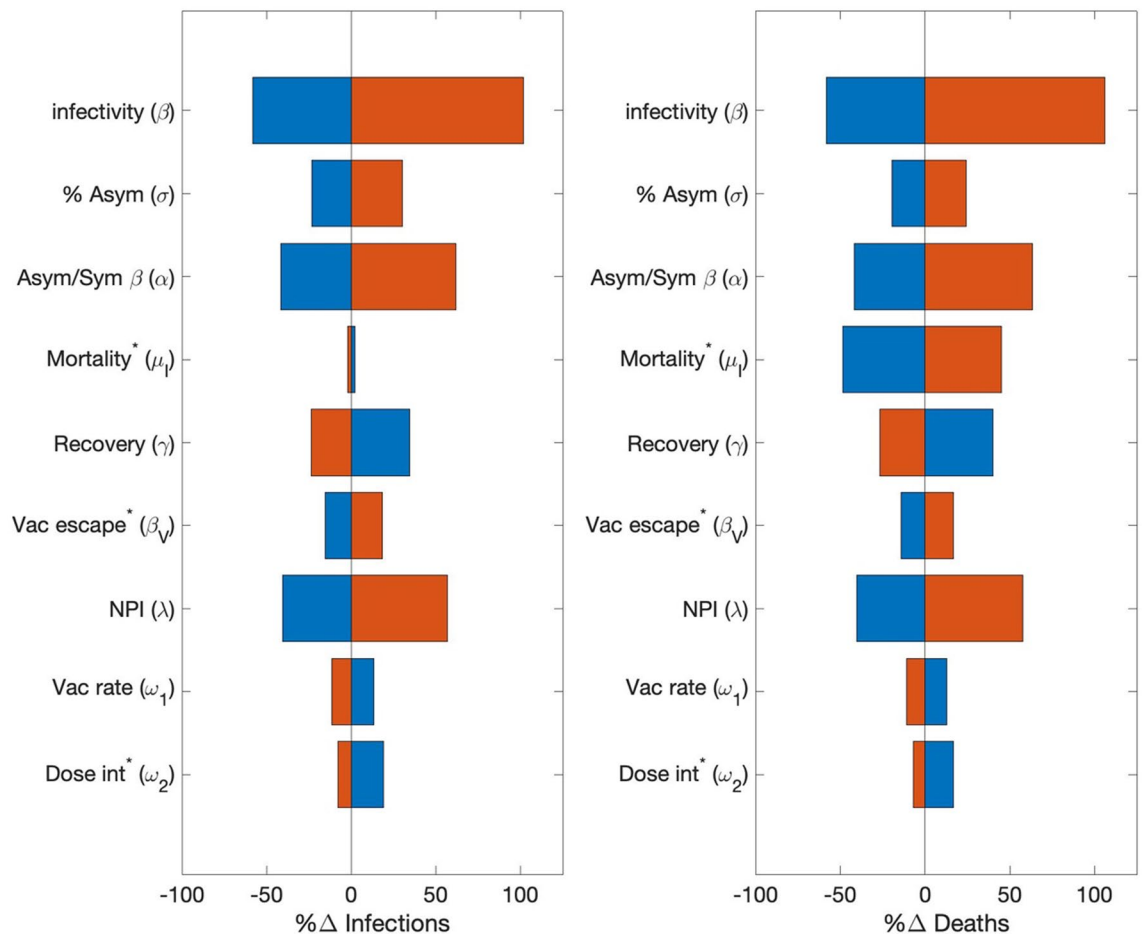 infectivity (β)
% Asym (σ)
Asym/Sym β (α)
Mortality* (μI)
Recovery (γ)
Vac escape* (βV)
NPI (λ)
Vac rate (ω1)
Dose int* (ω2)
-100 -50 0 50 100
%Δ Infections
infectivity (β)
% Asym (σ)
Asym/Sym β (α)
Mortality* (μI)
Recovery (γ)
Vac escape* (βV)
NPI (λ)
Vac rate (ω1)
Dose int* (ω2)
-100 -50 0 50 100
%Δ Deaths